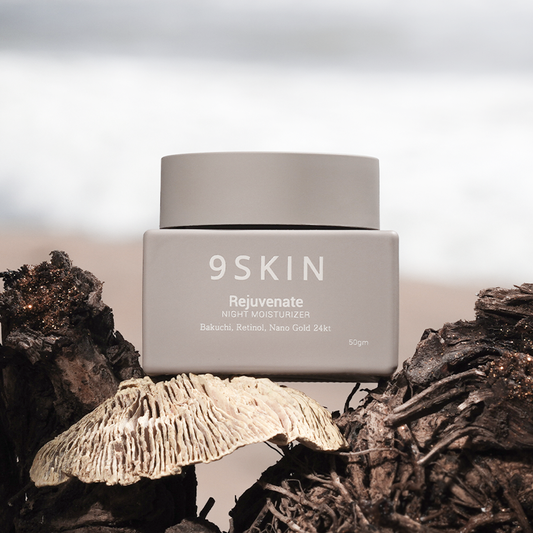 9SKIN
Rejuvenate
NIGHT MOISTURIZER
Bakuchi, Retinol, Nano Gold 24kt
50gm